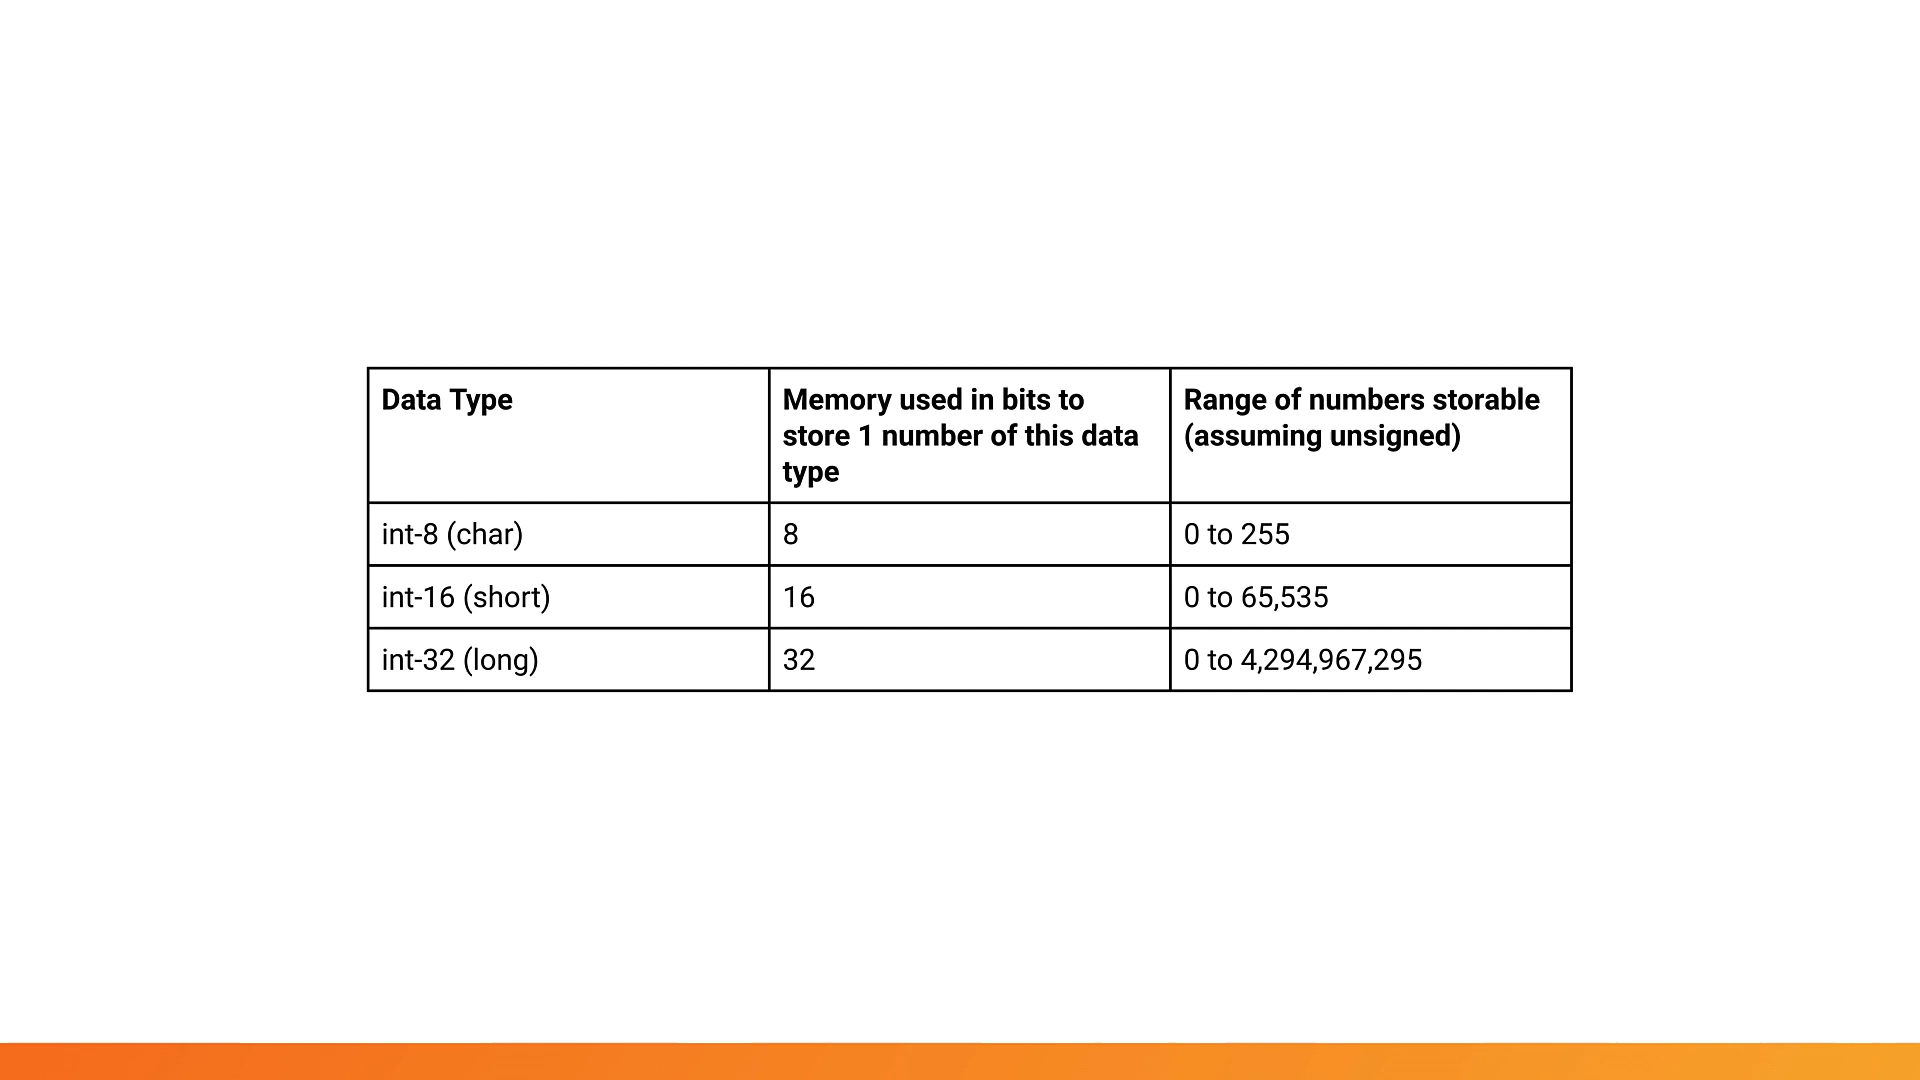 Data Type
Memory used in bits to
store 1 number of this data
type
Range of numbers storable
(assuming unsigned)
int-8 (char)
8
0 to 255
int-16 (short)
16
0 to 65,535
int-32 (long)
32
0 to 4,294,967,295